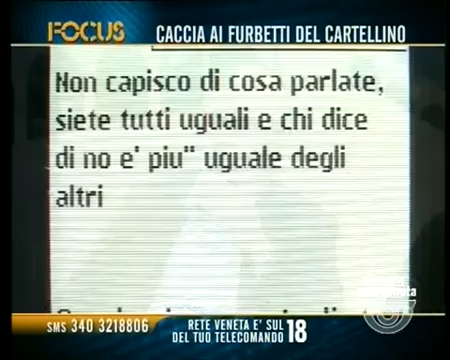 FOCUS
CACCIA AI FURBETTI DEL CARTELLINO
Non capisco di cosa parlate,
siete tutti uguali e chi dice
di no e' piu" uguale degli
altri
SMS 340 3218806
RETE VENETA E' SUL 18
DEL TUO TELECOMANDO